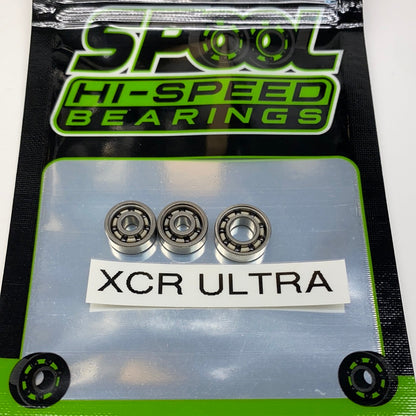 SPOOL
HI-SPEED
BEARINGS
XCR ULTRA